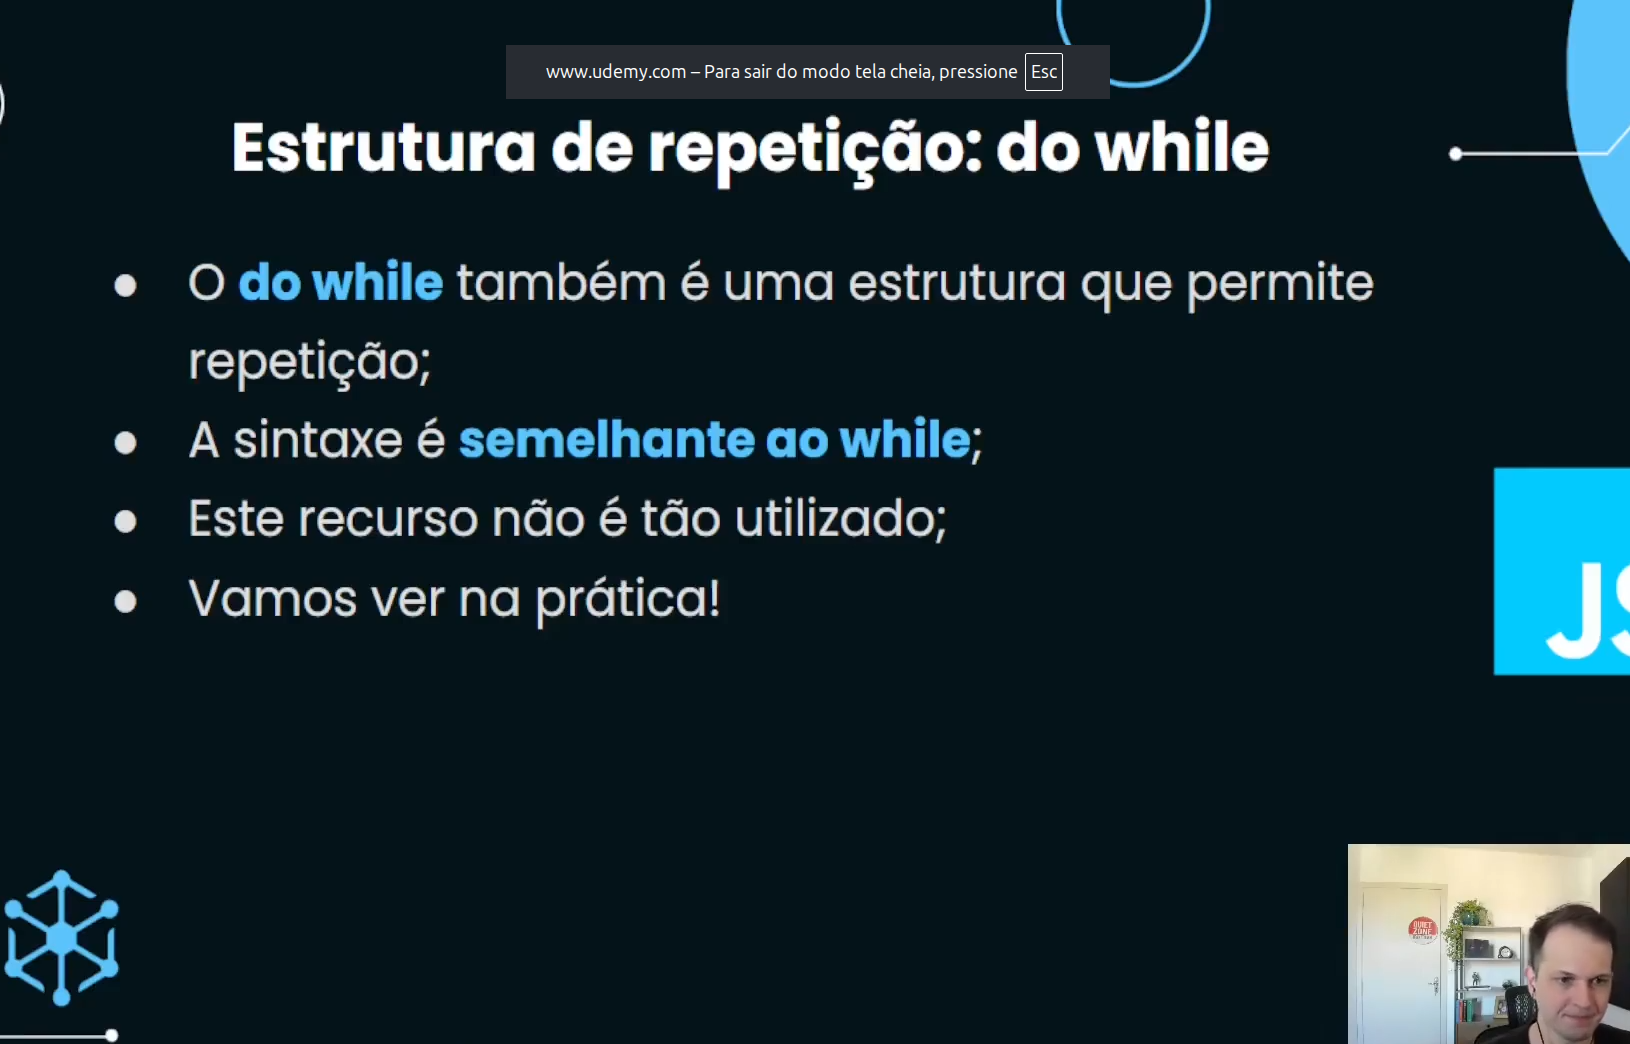 www.udemy.com – Para sair do modo tela cheia, pressione Esc
Estrutura de repetição: do while
● O do while também é uma estrutura que permite
repetição;
● A sintaxe é semelhante ao while;
● Este recurso não é tão utilizado;
● Vamos ver na prática!
JS
QUIET
ZONE